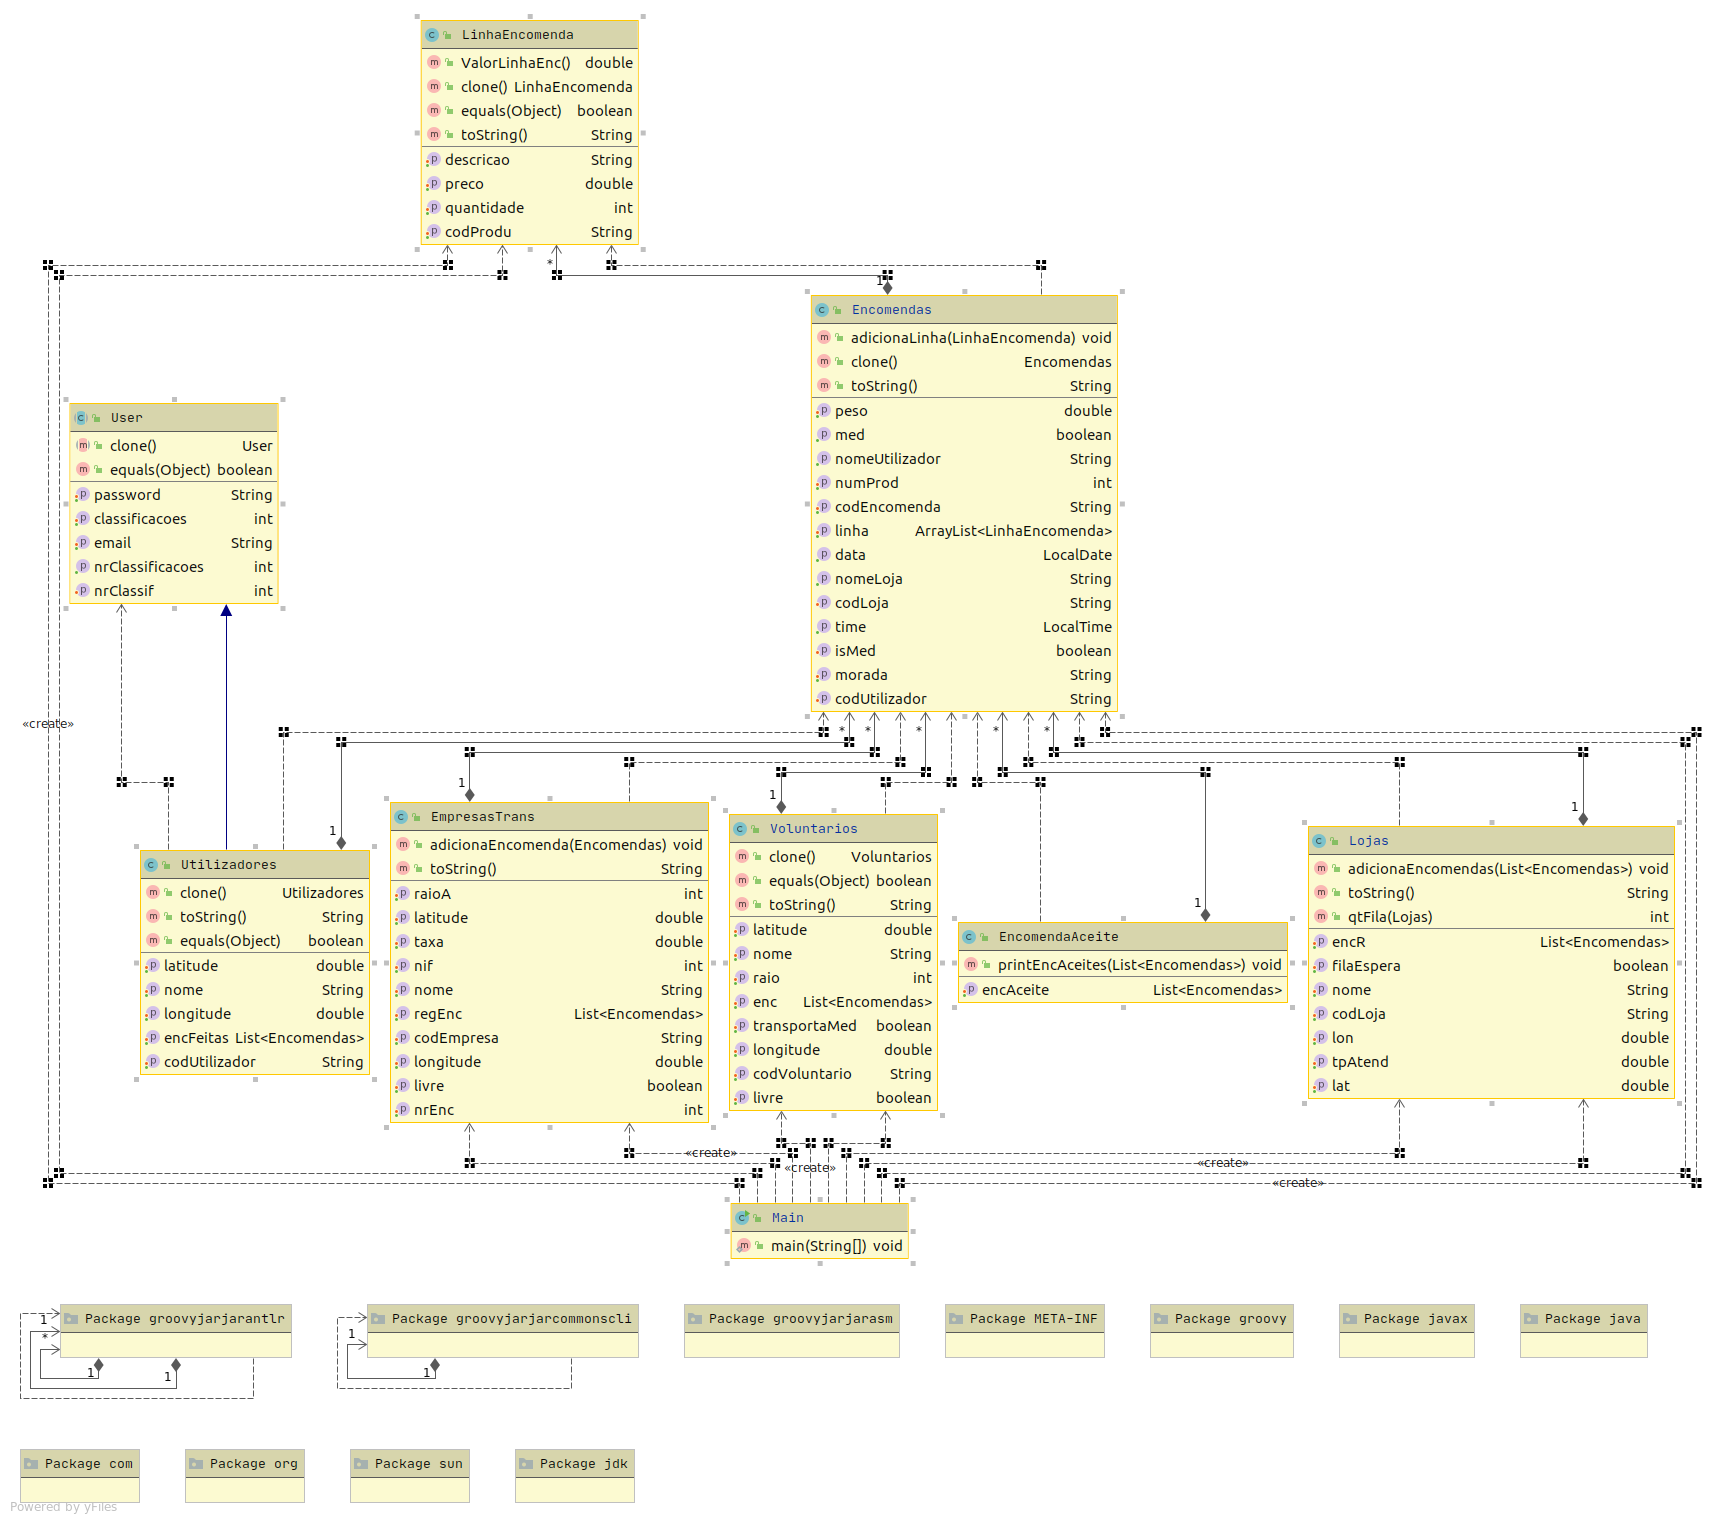 LinhaEncomenda
ValorLinhaEnc() double
clone() LinhaEncomenda
equals(Object) boolean
toString() String
descricao String
preco double
quantidade int
codProdu String
* 1
Encomendas
adicionaLinha(LinhaEncomenda) void
clone() Encomendas
toString() String
peso double
med boolean
nomeUtilizador String
numProd int
codEncomenda String
linha ArrayList<LinhaEncomenda>
data LocalDate
nomeLoja String
codLoja String
time LocalTime
isMed boolean
morada String
codUtilizador String
User
clone() User
equals(Object) boolean
password String
classificacoes int
email String
nrClassificacoes int
nrClassif int
«create»
* * * * *
1 1 1 1 1
Utilizadores
clone() Utilizadores
toString() String
equals(Object) boolean
latitude double
nome String
longitude double
encFeitas List<Encomendas>
codUtilizador String
EmpresasTrans
adicionaEncomenda(Encomendas) void
toString() String
raioA int
latitude double
taxa double
nif int
nome String
regEnc List<Encomendas>
codEmpresa String
longitude double
livre boolean
nrEnc int
Voluntarios
clone() Voluntarios
equals(Object) boolean
toString() String
latitude double
nome String
raio int
enc List<Encomendas>
transportaMed boolean
longitude double
codVoluntario String
livre boolean
EncomendaAceite
printEncAceites(List<Encomendas>) void
encAceite List<Encomendas>
Lojas
adicionaEncomendas(List<Encomendas>) void
toString() String
qtFila(Lojas) int
encR List<Encomendas>
filaEspera boolean
nome String
codLoja String
lon double
tpAtend double
lat double
«create»
«create»
«create»
«create»
Main
main(String[]) void
Package groovyjarjarantlr
1
*
1 1
Package groovyjarjarcommonscli
1
1
Package groovyjarjarasm
Package META-INF
Package groovy
Package javax
Package java
Package com
Package org
Package sun
Package jdk
Powered by yFiles